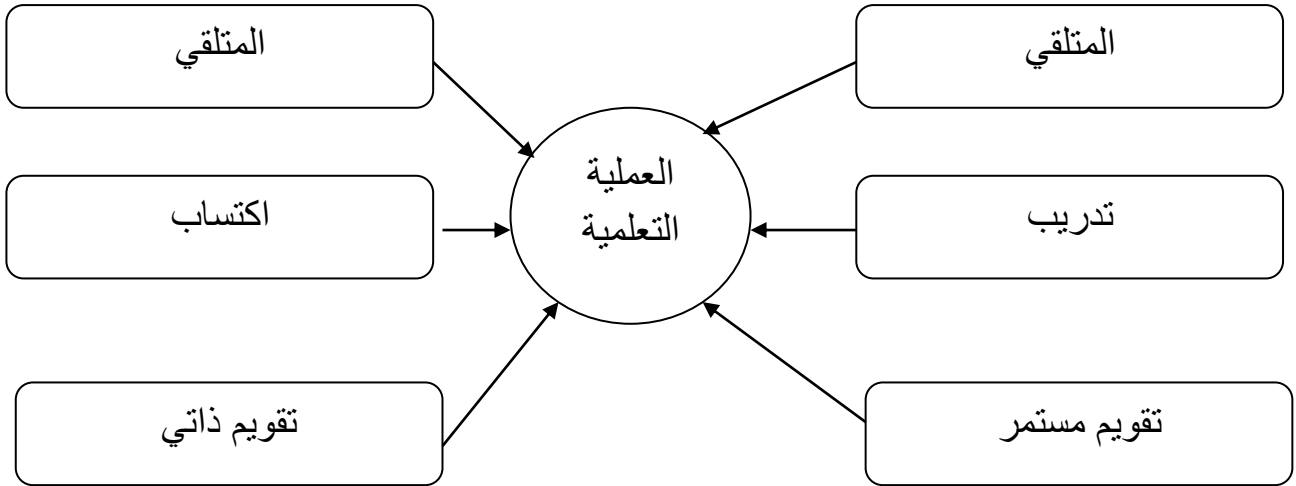 المتلقي
المتلقي
العملية
التعلمية
تدريب
اكتساب
تقويم مستمر
تقويم ذاتي